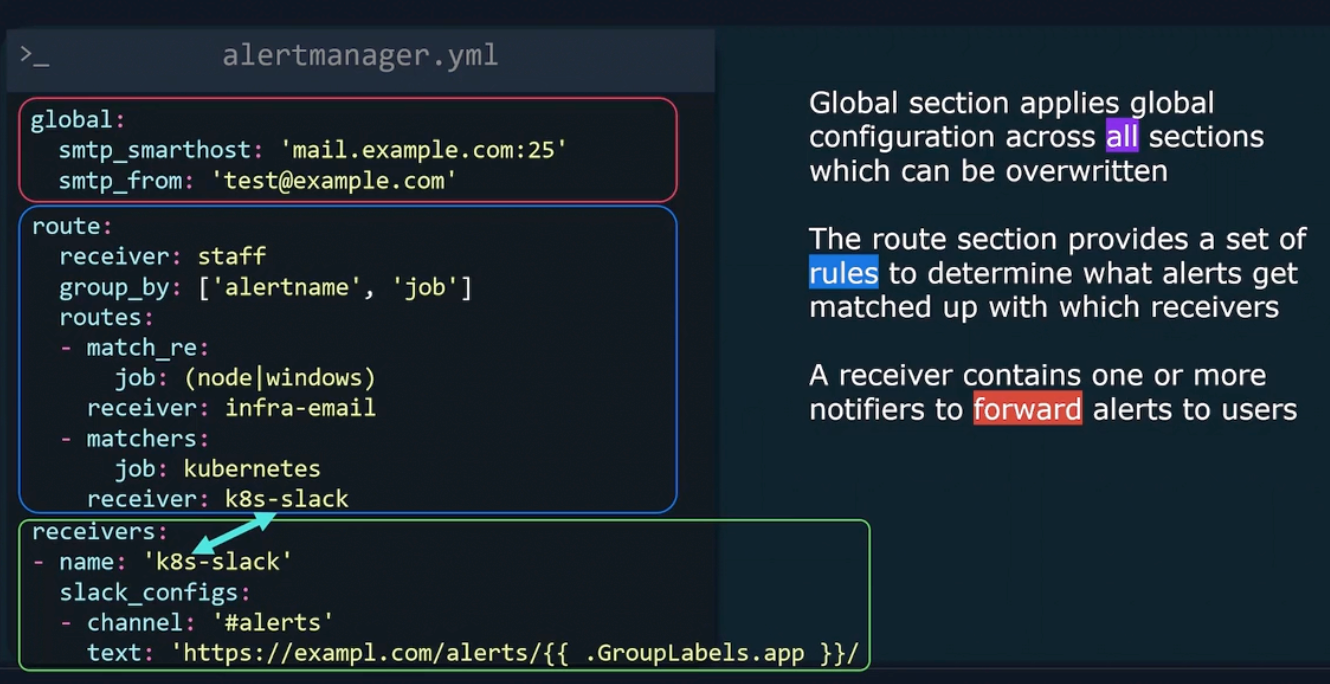 >_ alertmanager.yml
global:
  smtp_smarthost: 'mail.example.com:25'
  smtp_from: 'test@example.com'
route:
  receiver: staff
  group_by: ['alertname', 'job']
  routes:
  - match_re:
      job: (node|windows)
    receiver: infra-email
  - matchers:
      job: kubernetes
    receiver: k8s-slack
receivers:
- name: 'k8s-slack'
  slack_configs:
  - channel: '#alerts'
    text: 'https://exampl.com/alerts/{{ .GroupLabels.app }}/
Global section applies global
configuration across all sections
which can be overwritten
The route section provides a set of
rules to determine what alerts get
matched up with which receivers
A receiver contains one or more
notifiers to forward alerts to users